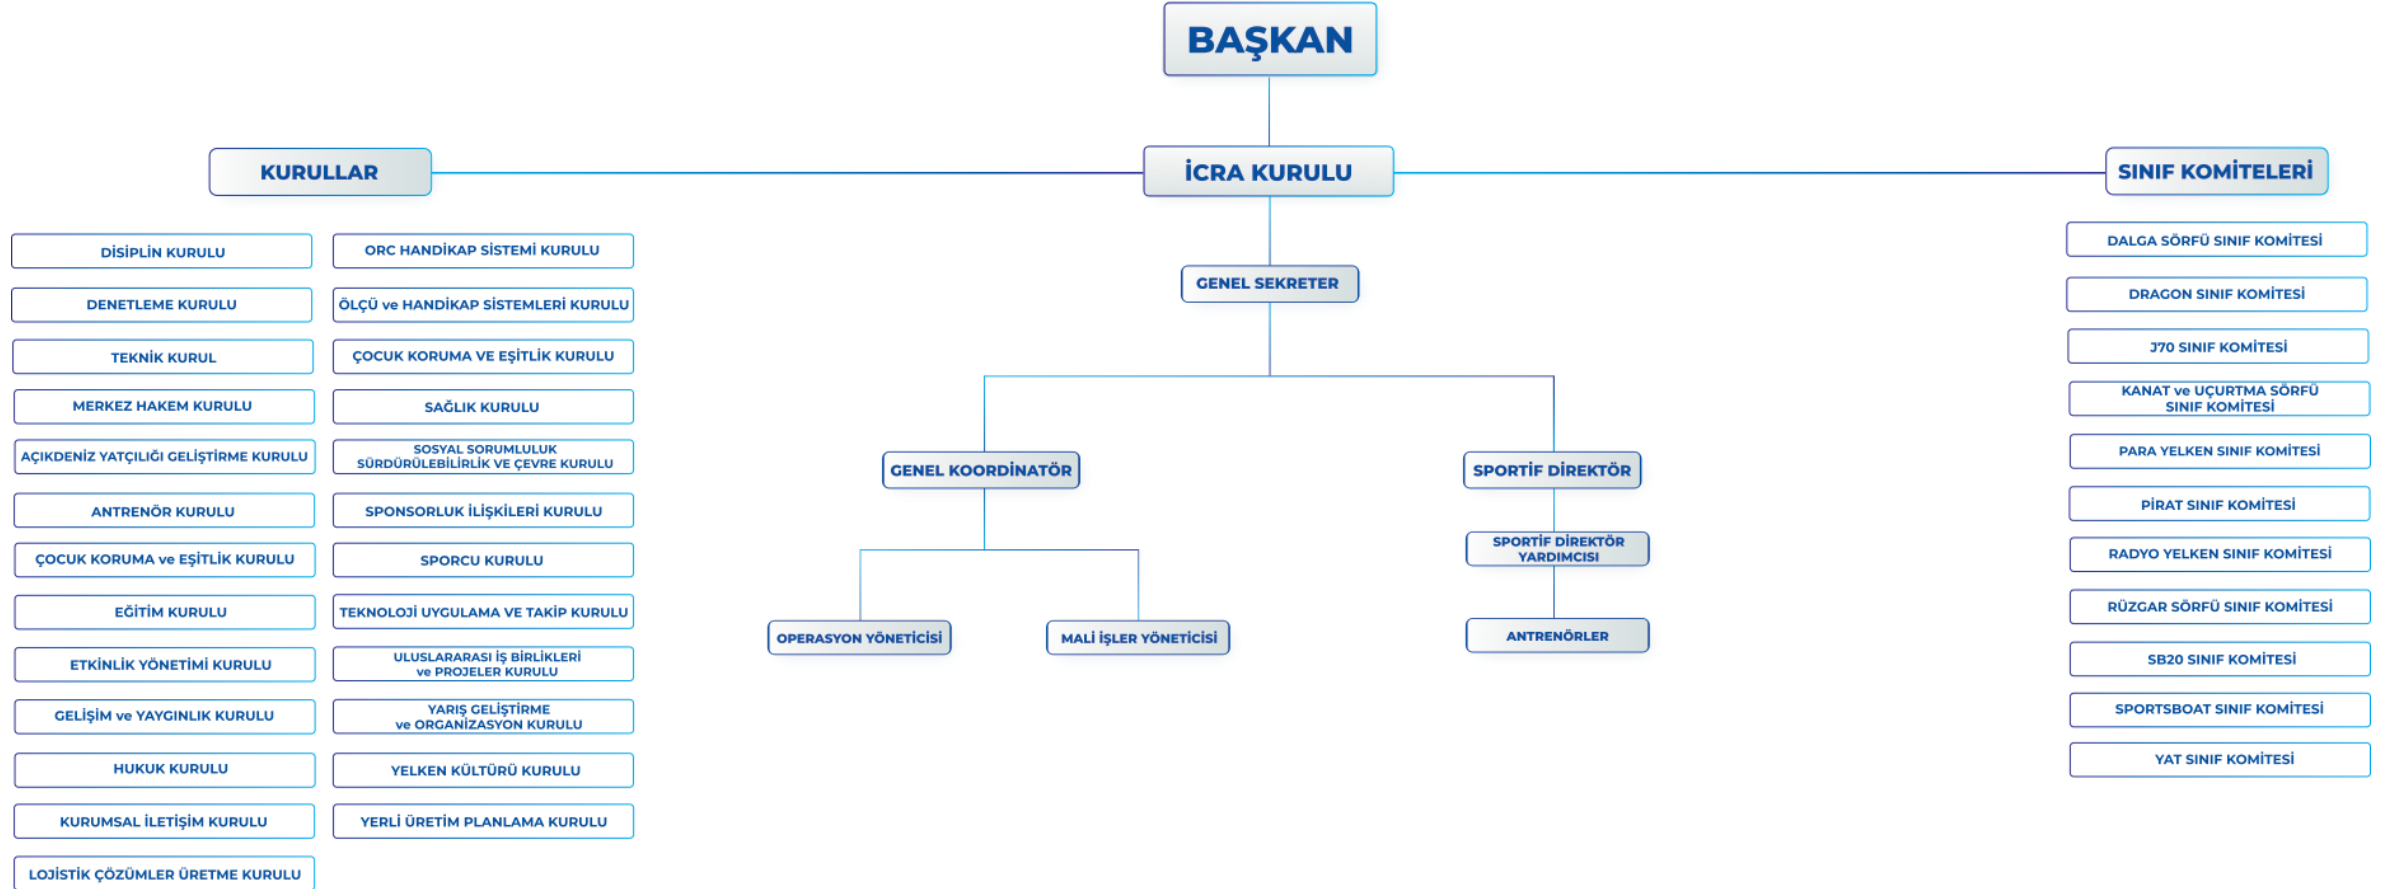 BAŞKAN
KURULLAR
İCRA KURULU
SINIF KOMİTELERİ
DİSİPLİN KURULU
DENETLEME KURULU
TEKNİK KURUL
MERKEZ HAKEM KURULU
AÇIKDENİZ YATÇILIĞI GELİŞTİRME KURULU
ANTRENÖR KURULU
ÇOCUK KORUMA ve EŞİTLİK KURULU
EĞİTİM KURULU
ETKİNLİK YÖNETİMİ KURULU
GELİŞİM ve YAYGINLIK KURULU
HUKUK KURULU
KURUMSAL İLETİŞİM KURULU
LOJİSTİK ÇÖZÜMLER ÜRETME KURULU
ORC HANDİKAP SİSTEMİ KURULU
ÖLÇÜ ve HANDİKAP SİSTEMLERİ KURULU
ÇOCUK KORUMA VE EŞİTLİK KURULU
SAĞLIK KURULU
SOSYAL SORUMLULUK
SÜRDÜRÜLEBİLİRLİK VE ÇEVRE KURULU
SPONSORLUK İLİŞKİLERİ KURULU
SPORCU KURULU
TEKNOLOJİ UYGULAMA VE TAKİP KURULU
ULUSLARARASI İŞ BİRLİKLERİ
ve PROJELER KURULU
YARIŞ GELİŞTİRME
ve ORGANİZASYON KURULU
YELKEN KÜLTÜRÜ KURULU
YERLİ ÜRETİM PLANLAMA KURULU
GENEL SEKRETER
GENEL KOORDİNATÖR
OPERASYON YÖNETİCİSİ
MALİ İŞLER YÖNETİCİSİ
SPORTİF DİREKTÖR
SPORTİF DİREKTÖR
YARDIMCISI
ANTRENÖRLER
DALGA SÖRFÜ SINIF KOMİTESİ
DRAGON SINIF KOMİTESİ
J70 SINIF KOMİTESİ
KANAT ve UÇURTMA SÖRFÜ
SINIF KOMİTESİ
PARA YELKEN SINIF KOMİTESİ
PİRAT SINIF KOMİTESİ
RADYO YELKEN SINIF KOMİTESİ
RÜZGAR SÖRFÜ SINIF KOMİTESİ
SB20 SINIF KOMİTESİ
SPORTSBOAT SINIF KOMİTESİ
YAT SINIF KOMİTESİ